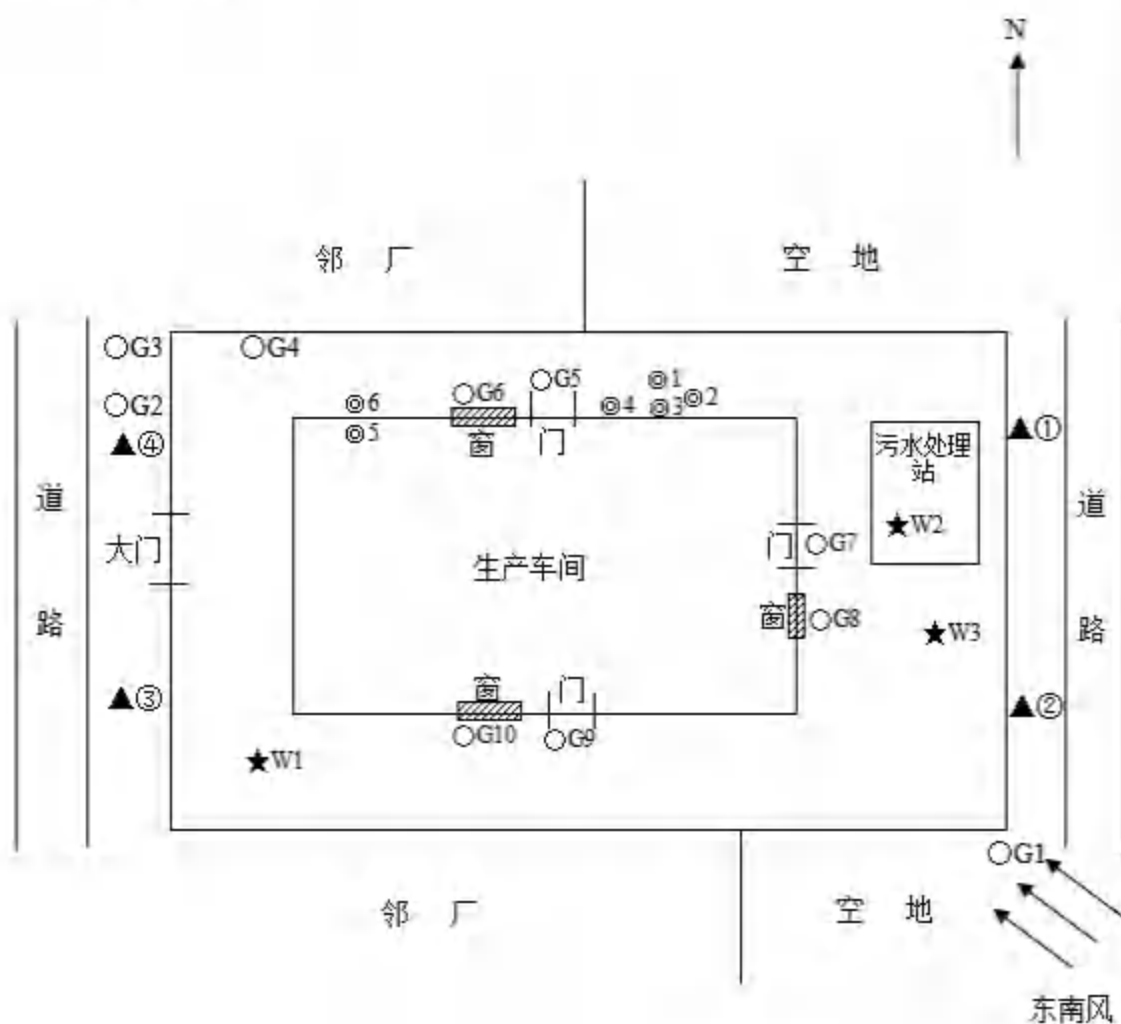 N
邻 厂
空 地
○G3
○G4
◎1
◎2
○G5
○G6
◎6
◎4
◎3
○G2
▲①
◎5
▲④
窗
门
污水处理
站
道
道
★W2
大门
门
○G7
生产车间
窗
○G8
路
路
★W3
▲③
窗
门
▲②
○G10
○G9
★W1
○G1
邻 厂
空 地
东南风